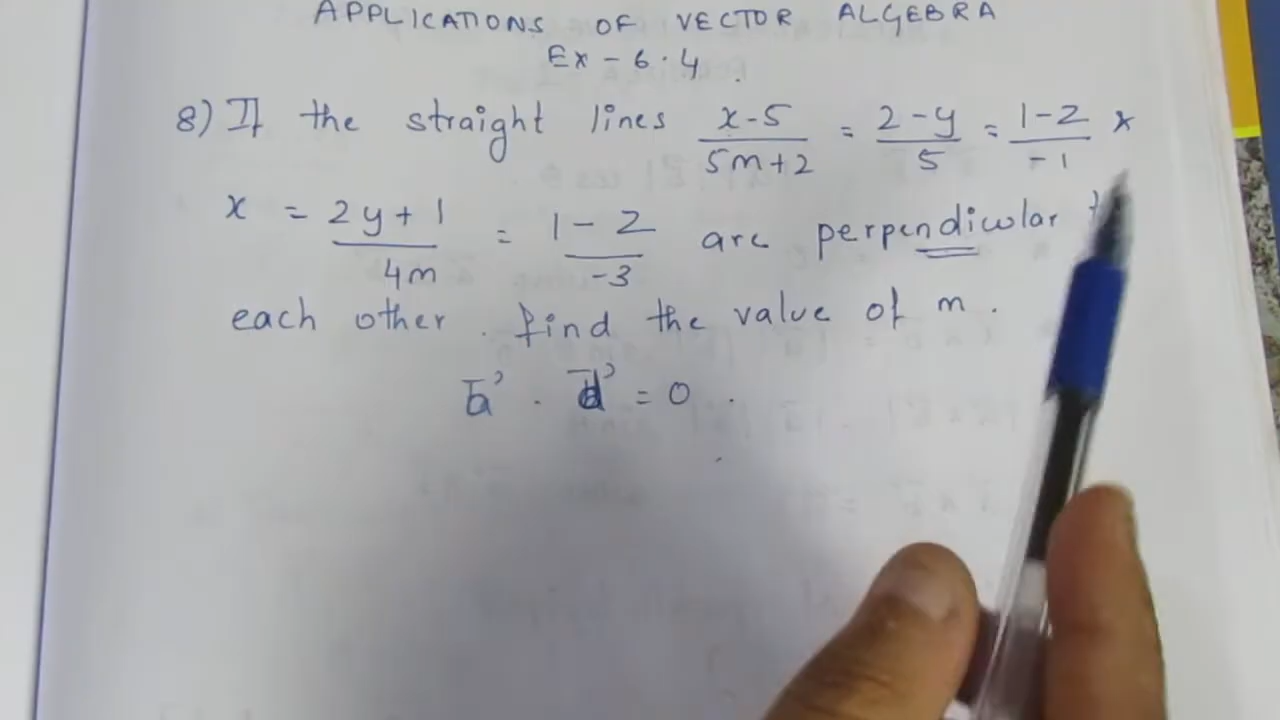 APPLICATIONS OF VECTOR ALGEBRA
Ex - 6.4
8) If the straight lines x-5/5m+2 = 2-y/5 = 1-z/-1 x
x = 2y+1/4m = 1-z/-3 are perpendicular
each other. find the value of m.
b⃗ . d⃗ = 0.